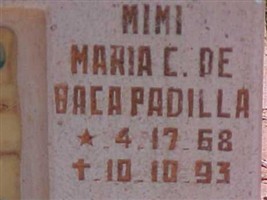 MIMI
MARIA C. DE
BACA PADILLA
★ 4.17.68
✝ 10.10.93